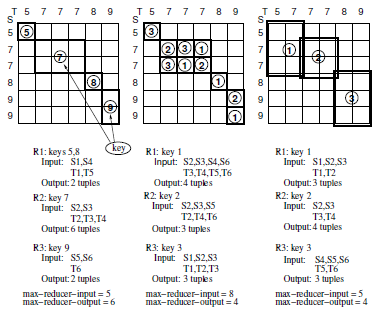 T 5 7 7 7 8 9
S
5 5
7
7 7
8 8
9 9
9
key
R1: keys 5,8
Input: S1,S4
T1,T5
Output: 2 tuples
R2: key 7
Input: S2,S3
T2,T3,T4
Output: 6 tuples
R3: key 9
Input: S5,S6
T6
Output: 2 tuples
max-reducer-input = 5
max-reducer-output = 6
T 5 7 7 7 8 9
S
5 3
7 2 3 1
7 3 1 2
8 1
9 2
9 1
R1: key 1
Input: S2,S3,S4,S6
T3,T4,T5,T6
Output: 4 tuples
R2: key 2
Input: S2,S3,S5
T2,T4,T6
Output: 3 tuples
R3: key 3
Input: S1,S2,S3
T1,T2,T3
Output: 3 tuples
max-reducer-input = 8
max-reducer-output = 4
T 5 7 7 7 8 9
S
5
7 1 2
7
8
9 3
9
R1: key 1
Input: S1,S2,S3
T1,T2
Output: 3 tuples
R2: key 2
Input: S2,S3
T3,T4
Output: 4 tuples
R3: key 3
Input: S4,S5,S6
T5,T6
Output: 3 tuples
max-reducer-input = 5
max-reducer-output = 4